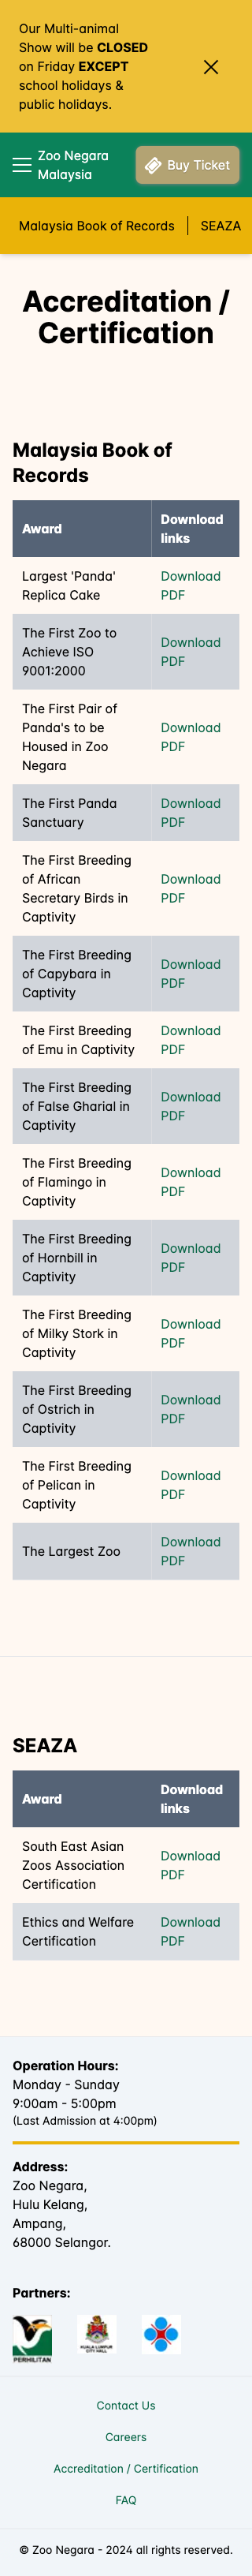 Our Multi-animal
Show will be CLOSED
on Friday EXCEPT
school holidays &
public holidays.
Zoo Negara
Malaysia
Buy Ticket
Malaysia Book of Records
SEAZA
Accreditation /
Certification
Malaysia Book of
Records
Award
Download
links
Largest 'Panda'
Replica Cake
Download
PDF
The First Zoo to
Achieve ISO
9001:2000
Download
PDF
The First Pair of
Panda's to be
Housed in Zoo
Negara
Download
PDF
The First Panda
Sanctuary
Download
PDF
The First Breeding
of African
Secretary Birds in
Captivity
Download
PDF
The First Breeding
of Capybara in
Captivity
Download
PDF
The First Breeding
of Emu in Captivity
Download
PDF
The First Breeding
of False Gharial in
Captivity
Download
PDF
The First Breeding
of Flamingo in
Captivity
Download
PDF
The First Breeding
of Hornbill in
Captivity
Download
PDF
The First Breeding
of Milky Stork in
Captivity
Download
PDF
The First Breeding
of Ostrich in
Captivity
Download
PDF
The First Breeding
of Pelican in
Captivity
Download
PDF
The Largest Zoo
Download
PDF
SEAZA
Award
Download
links
South East Asian
Zoos Association
Certification
Download
PDF
Ethics and Welfare
Certification
Download
PDF
Operation Hours:
Monday - Sunday
9:00am - 5:00pm
(Last Admission at 4:00pm)
Address:
Zoo Negara,
Hulu Kelang,
Ampang,
68000 Selangor.
Partners:
PERHILITAN
KUALA LUMPUR
CITY HALL
Contact Us
Careers
Accreditation / Certification
FAQ
© Zoo Negara - 2024 all rights reserved.